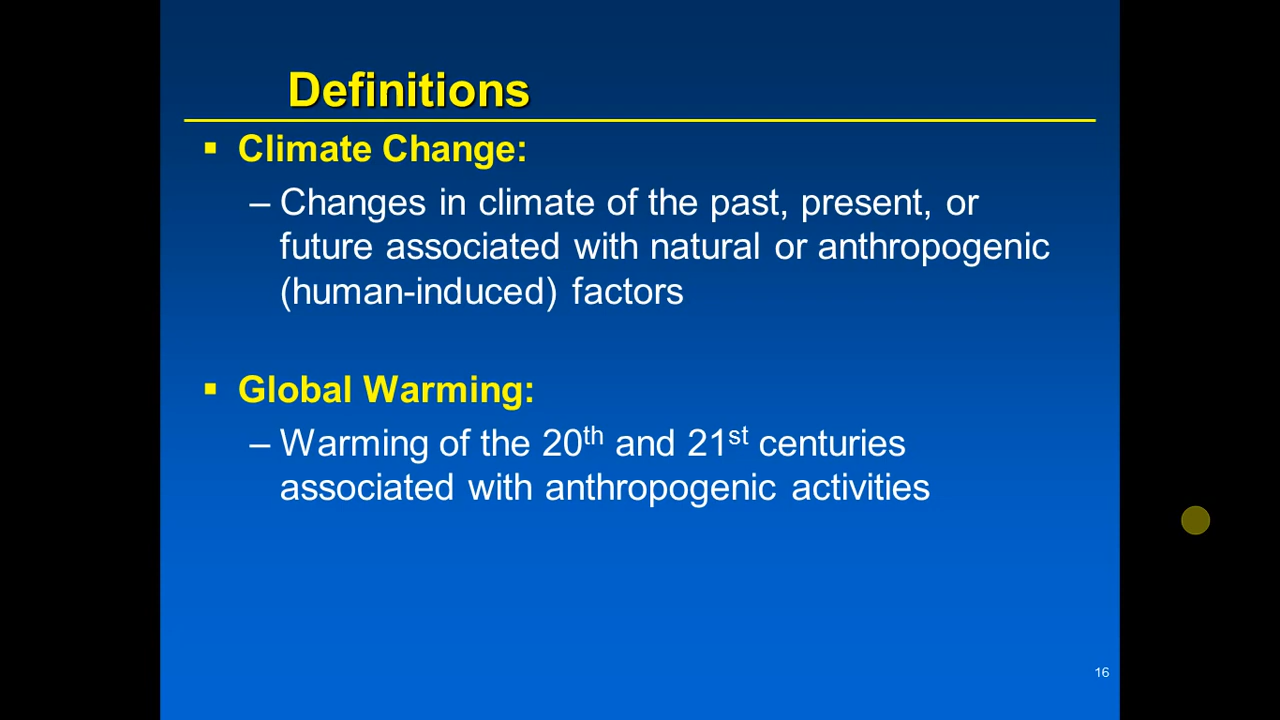 Definitions
▪ Climate Change:
– Changes in climate of the past, present, or
future associated with natural or anthropogenic
(human-induced) factors
▪ Global Warming:
– Warming of the 20th and 21st centuries
associated with anthropogenic activities
16